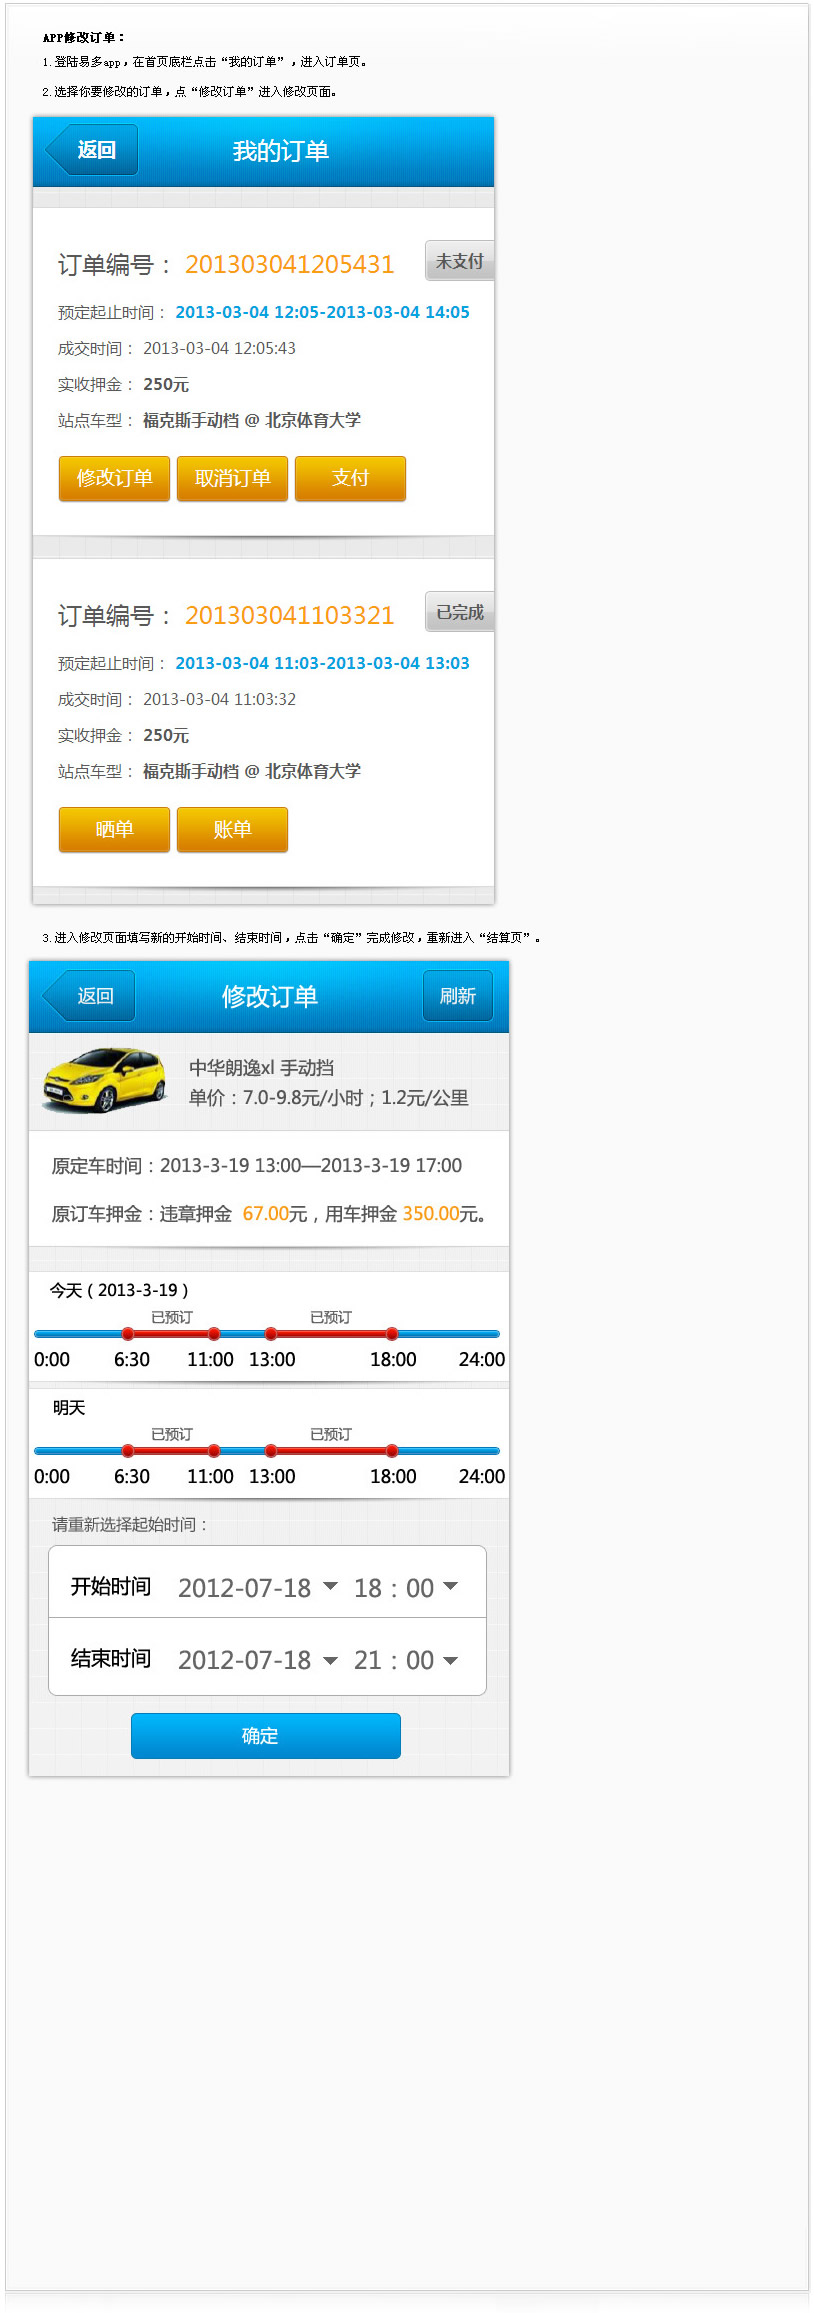 APP修改订单：
1.登陆易多app，在首页底栏点击“我的订单”，进入订单页。
2.选择你要修改的订单，点“修改订单”进入修改页面。
返回 我的订单
订单编号： 201303041205431 未支付
预定起止时间： 2013-03-04 12:05-2013-03-04 14:05
成交时间： 2013-03-04 12:05:43
实收押金： 250元
站点车型： 福克斯手动档 @ 北京体育大学
修改订单 取消订单 支付
订单编号： 201303041103321 已完成
预定起止时间： 2013-03-04 11:03-2013-03-04 13:03
成交时间： 2013-03-04 11:03:32
实收押金： 250元
站点车型： 福克斯手动档 @ 北京体育大学
晒单 账单
3.进入修改页面填写新的开始时间、结束时间，点击“确定”完成修改，重新进入“结算页”。
返回 修改订单 刷新
中华朗逸xl 手动挡
单价：7.0-9.8元/小时；1.2元/公里
原定车时间：2013-3-19 13:00—2013-3-19 17:00
原订车押金：违章押金 67.00元，用车押金 350.00元。
今天（2013-3-19）
已预订 已预订
0:00 6:30 11:00 13:00 18:00 24:00
明天
已预订 已预订
0:00 6:30 11:00 13:00 18:00 24:00
请重新选择起始时间：
开始时间 2012-07-18 18：00
结束时间 2012-07-18 21：00
确定